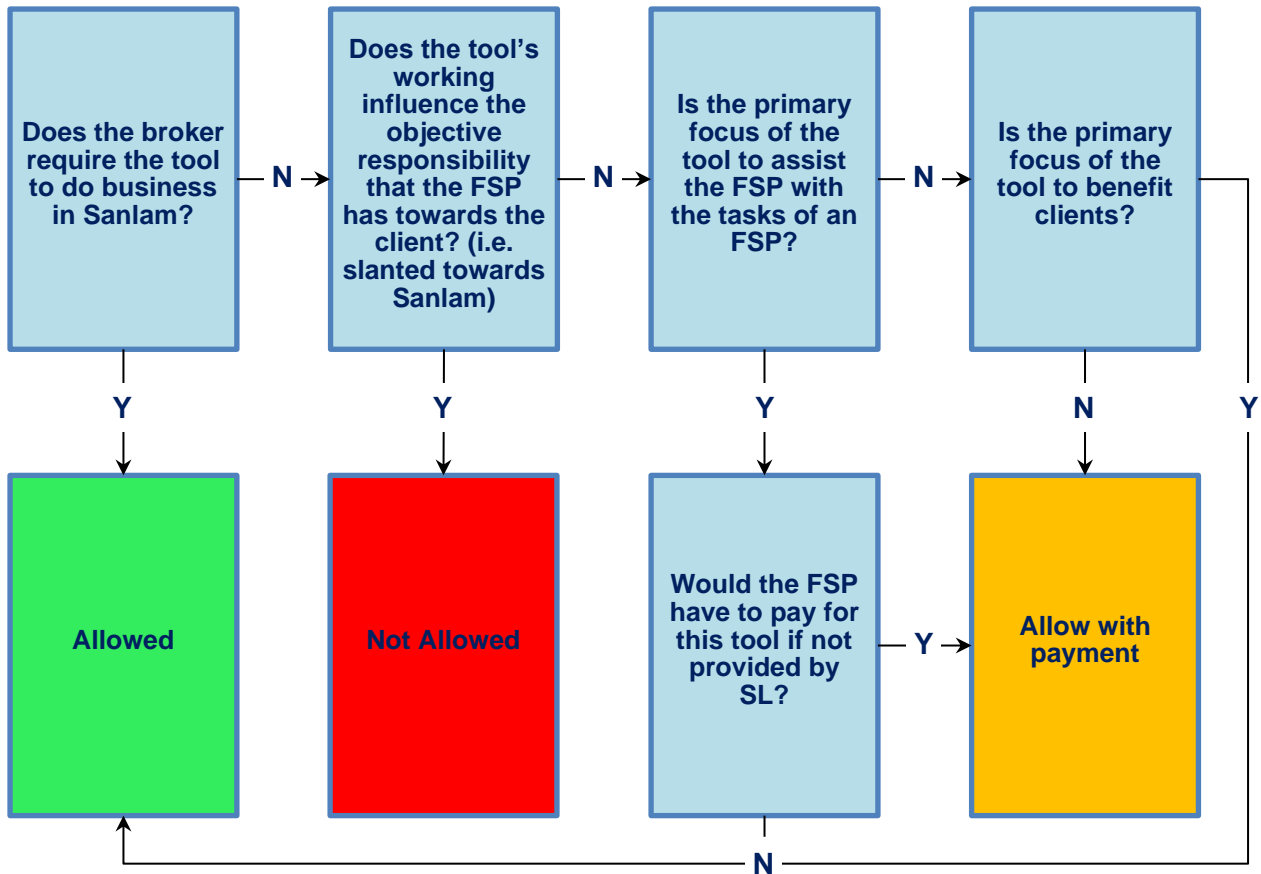 Does the broker
require the tool
to do business
in Sanlam?
N
Does the tool’s
working
influence the
objective
responsibility
that the FSP
has towards the
client? (i.e.
slanted towards
Sanlam)
N
Is the primary
focus of the
tool to assist
the FSP with
the tasks of an
FSP?
N
Is the primary
focus of the
tool to benefit
clients?
Y
Y
Y
N
Y
Allowed
Not Allowed
Would the FSP
have to pay for
this tool if not
provided by
SL?
Y
Allow with
payment
N